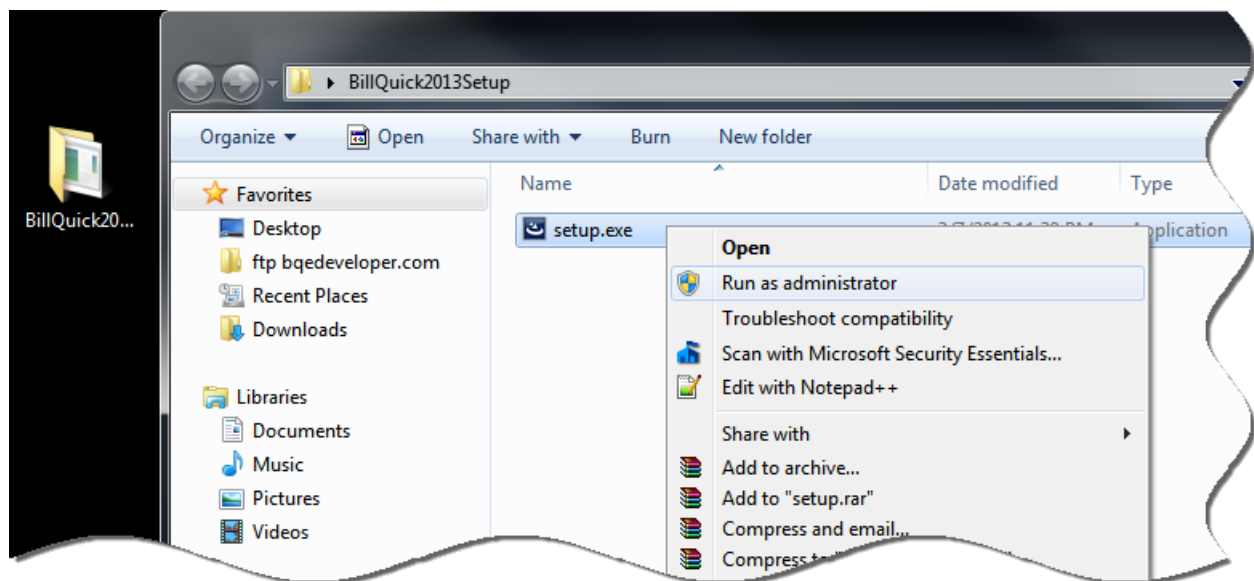 BillQuick2013Setup
Organize Open Share with Burn New folder
BillQuick20...
Favorites
Desktop
ftp bqedeveloper.com
Recent Places
Downloads
Libraries
Documents
Music
Pictures
Videos
Name Date modified Type
setup.exe Application
Open
Run as administrator
Troubleshoot compatibility
Scan with Microsoft Security Essentials...
Edit with Notepad++
Share with
Add to archive...
Add to "setup.rar"
Compress and email...
Compress